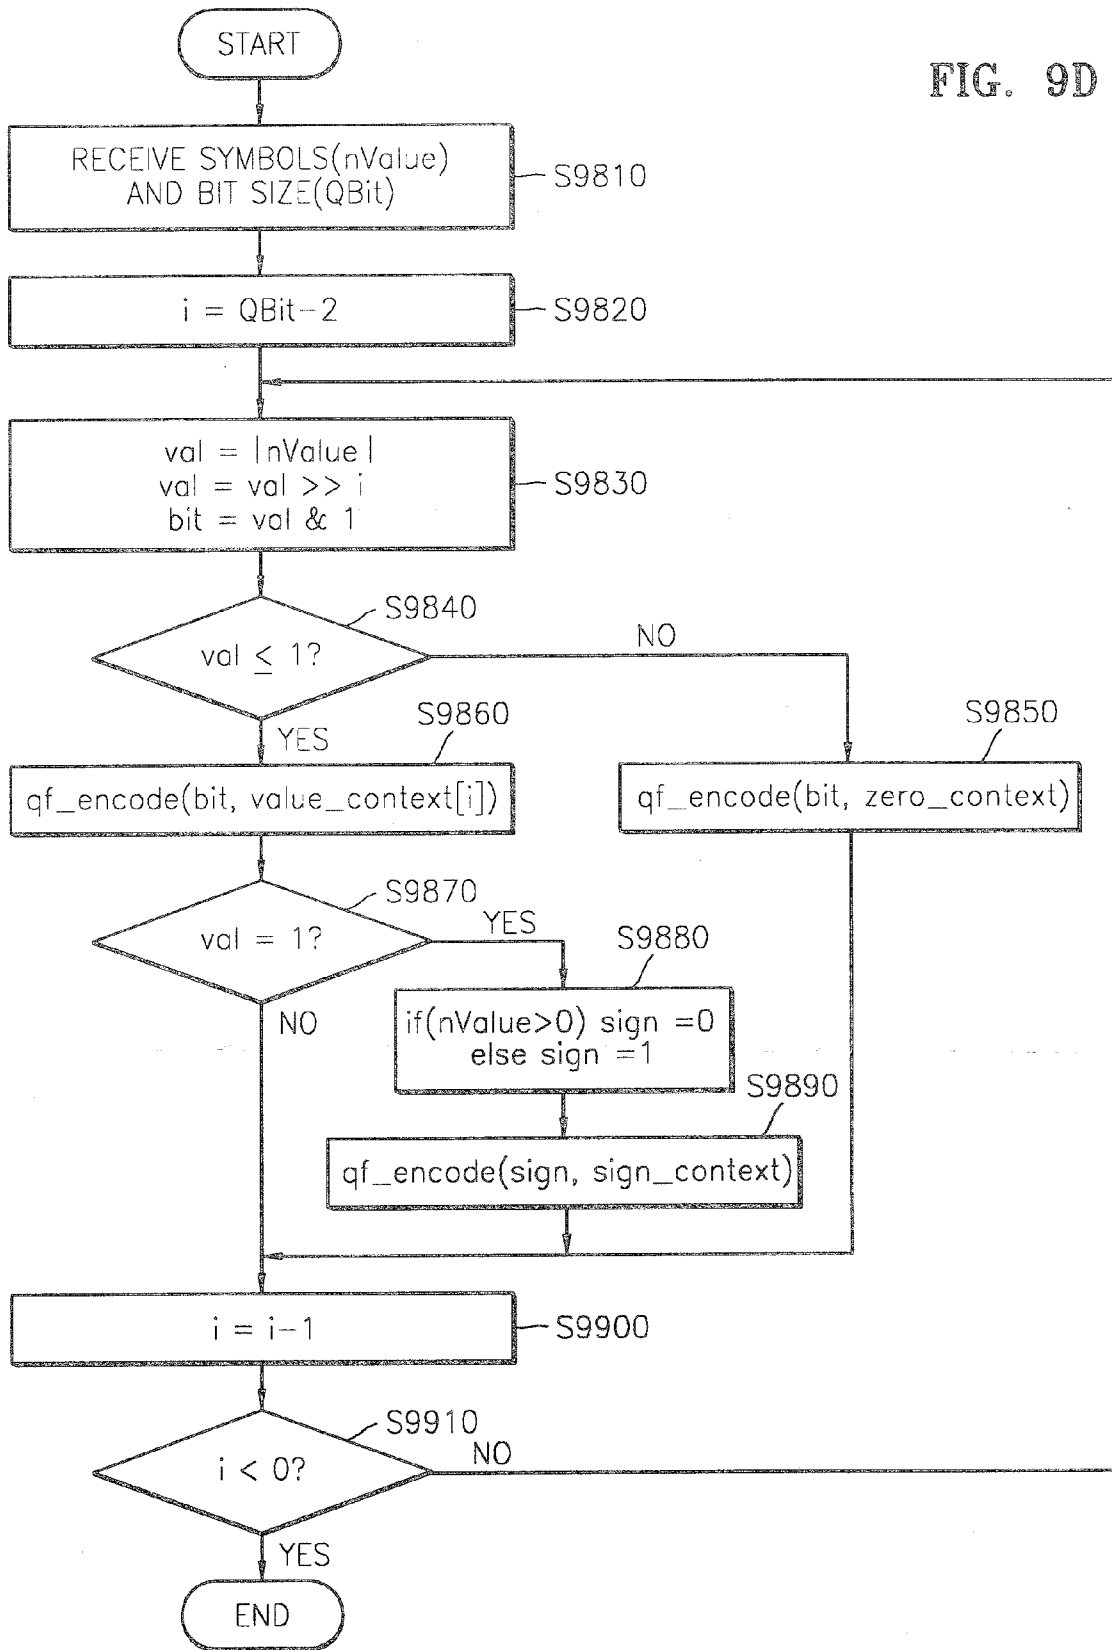 START
FIG. 9D
RECEIVE SYMBOLS(nValue)
AND BIT SIZE(QBit)
S9810
i = QBit-2
S9820
val = |nValue|
val = val >> i
bit = val & 1
S9830
S9840
val ≤ 1?
NO
YES
S9860
S9850
qf_encode(bit, value_context[i])
qf_encode(bit, zero_context)
S9870
val = 1?
YES
NO
S9880
if(nValue>0) sign =0
else sign =1
S9890
qf_encode(sign, sign_context)
i = i-1
S9900
S9910
i < 0?
NO
YES
END